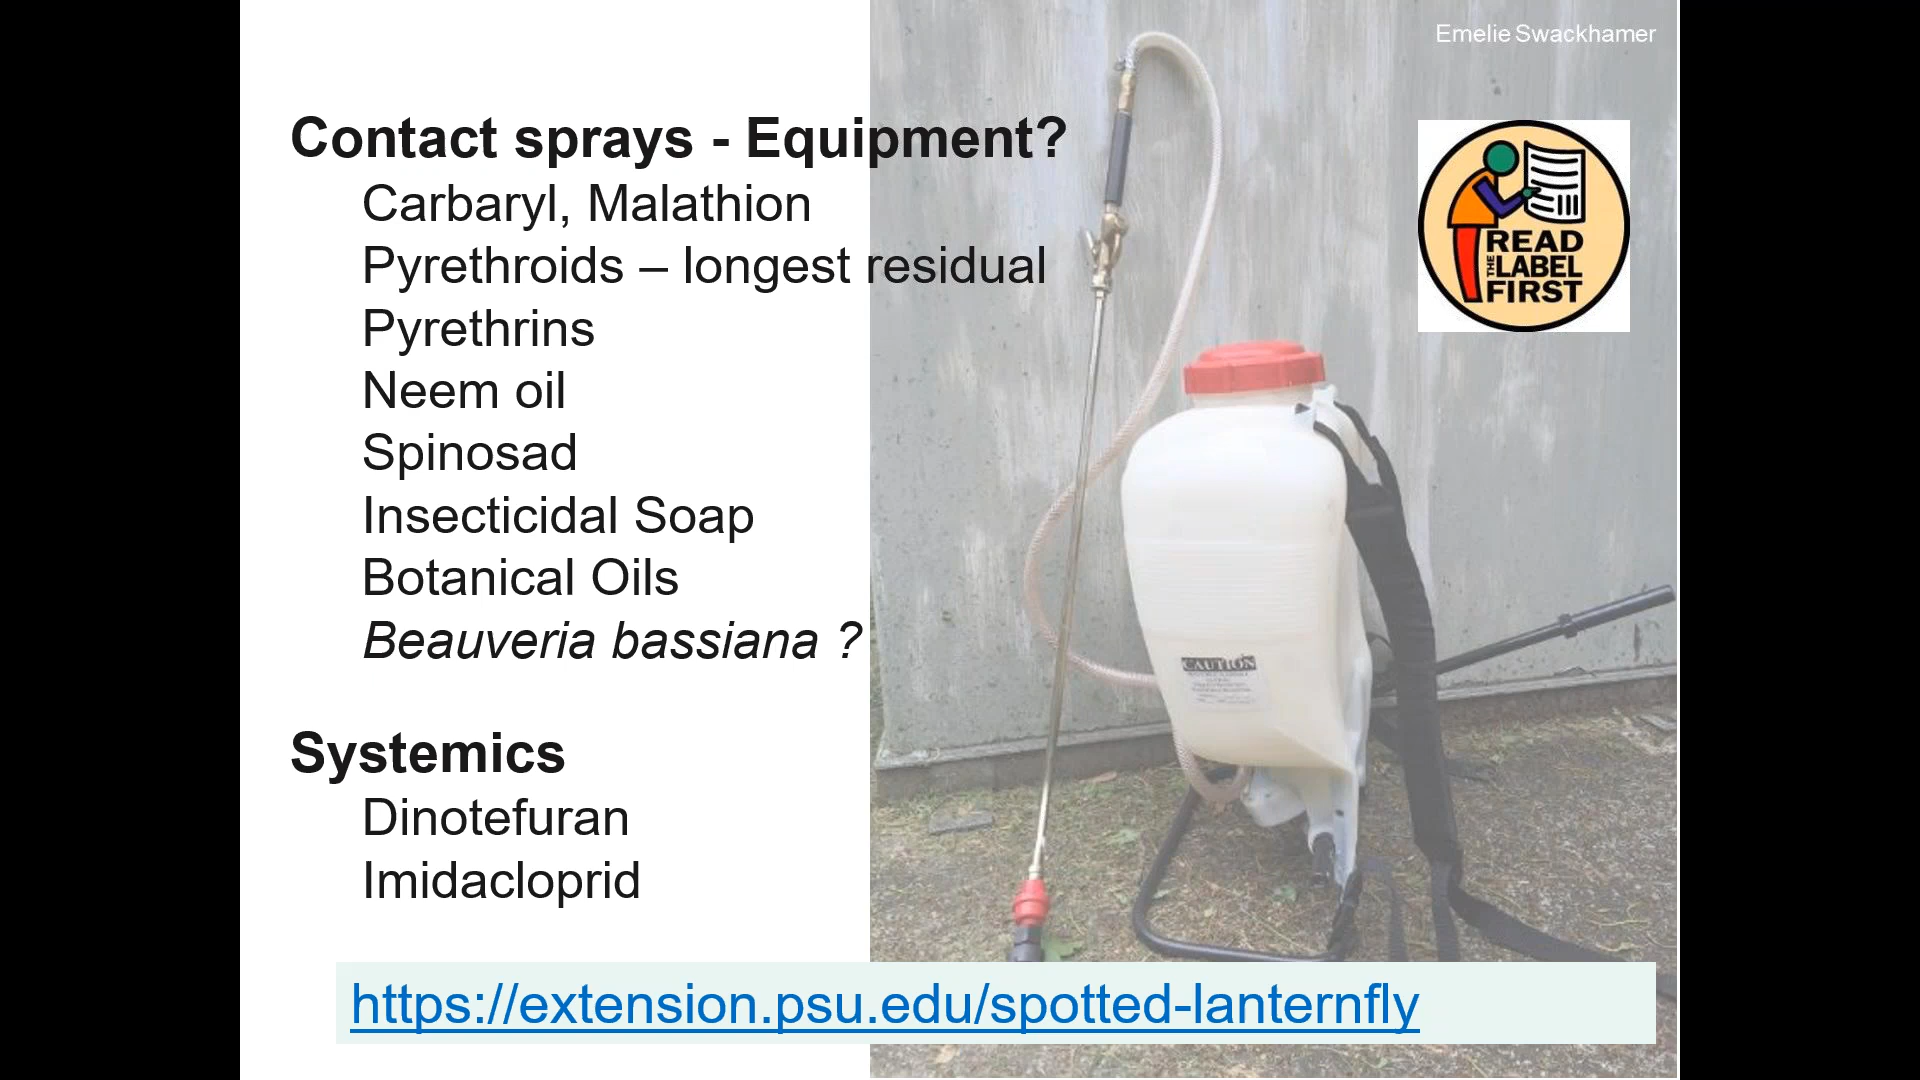 Emelie Swackhamer
Contact sprays - Equipment?
Carbaryl, Malathion
Pyrethroids – longest residual
Pyrethrins
Neem oil
Spinosad
Insecticidal Soap
Botanical Oils
Beauveria bassiana ?
Systemics
Dinotefuran
Imidacloprid
https://extension.psu.edu/spotted-lanternfly
READ
THE LABEL
FIRST
CAUTION